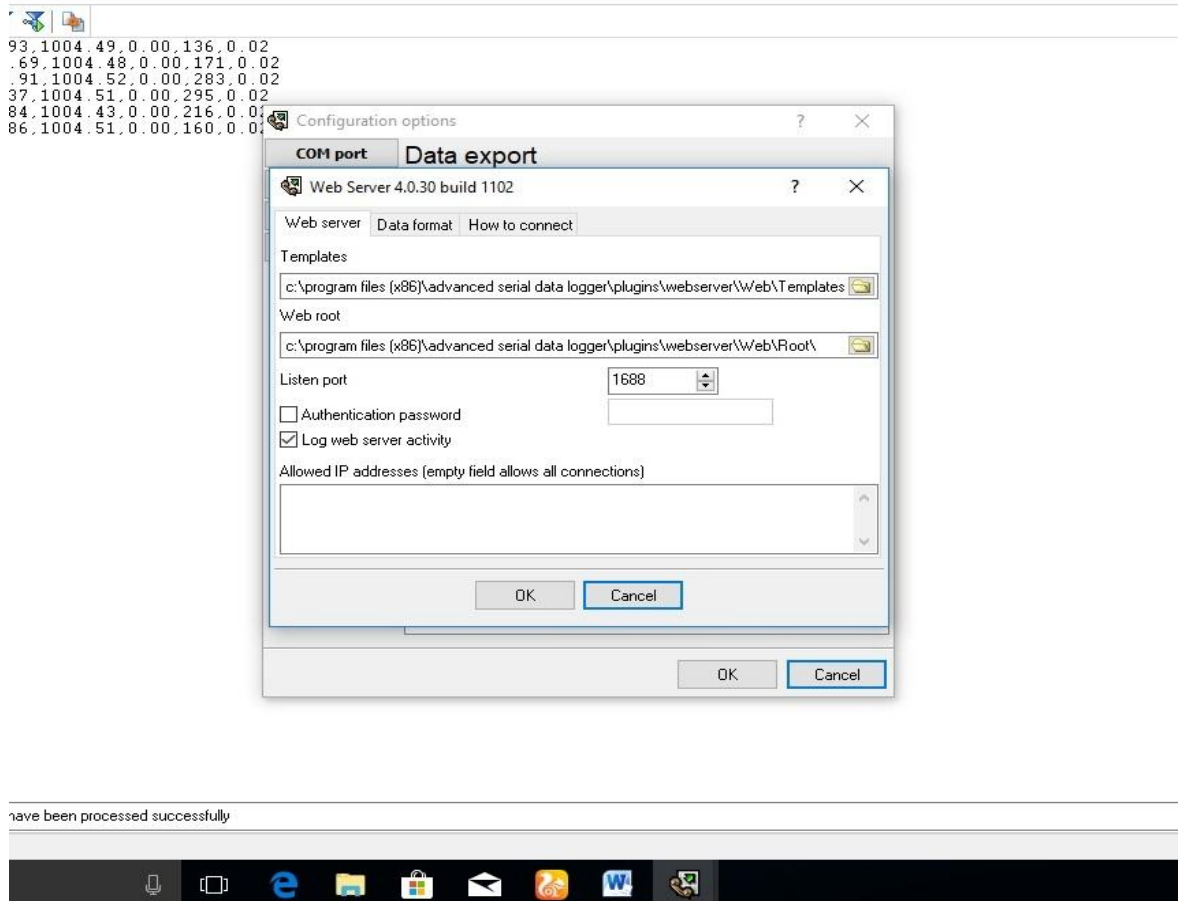 93,1004.49,0.00,136,0.02
.69,1004.48,0.00,171,0.02
.91,1004.52,0.00,283,0.02
37,1004.51,0.00,295,0.02
84,1004.43,0.00,216,0.02
86,1004.51,0.00,160,0.02
Configuration options
COM port
Data export
Web Server 4.0.30 build 1102
Web server Data format How to connect
Templates
c:\program files (x86)\advanced serial data logger\plugins\webserver\Web\Templates
Web root
c:\program files (x86)\advanced serial data logger\plugins\webserver\Web\Root\
Listen port 1688
Authentication password
Log web server activity
Allowed IP addresses (empty field allows all connections)
OK Cancel
OK Cancel
have been processed successfully